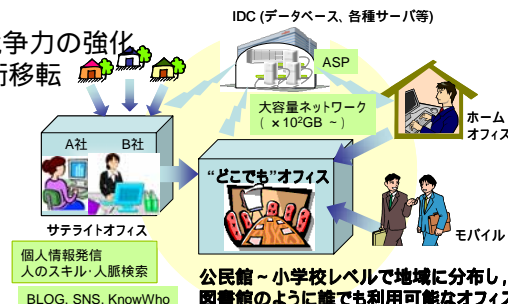 争力の強化
術移転
IDC (データベース、各種サーバ等)
ASP
大容量ネットワーク
( ×10²GB ~)
ホーム
オフィス
A社 B社
“どこでも”オフィス
サテライトオフィス
モバイル
個人情報発信
人のスキル･人脈検索
BLOG, SNS, KnowWho
公民館~小学校レベルで地域に分布し,
図書館のように誰でも利用可能なオフィス